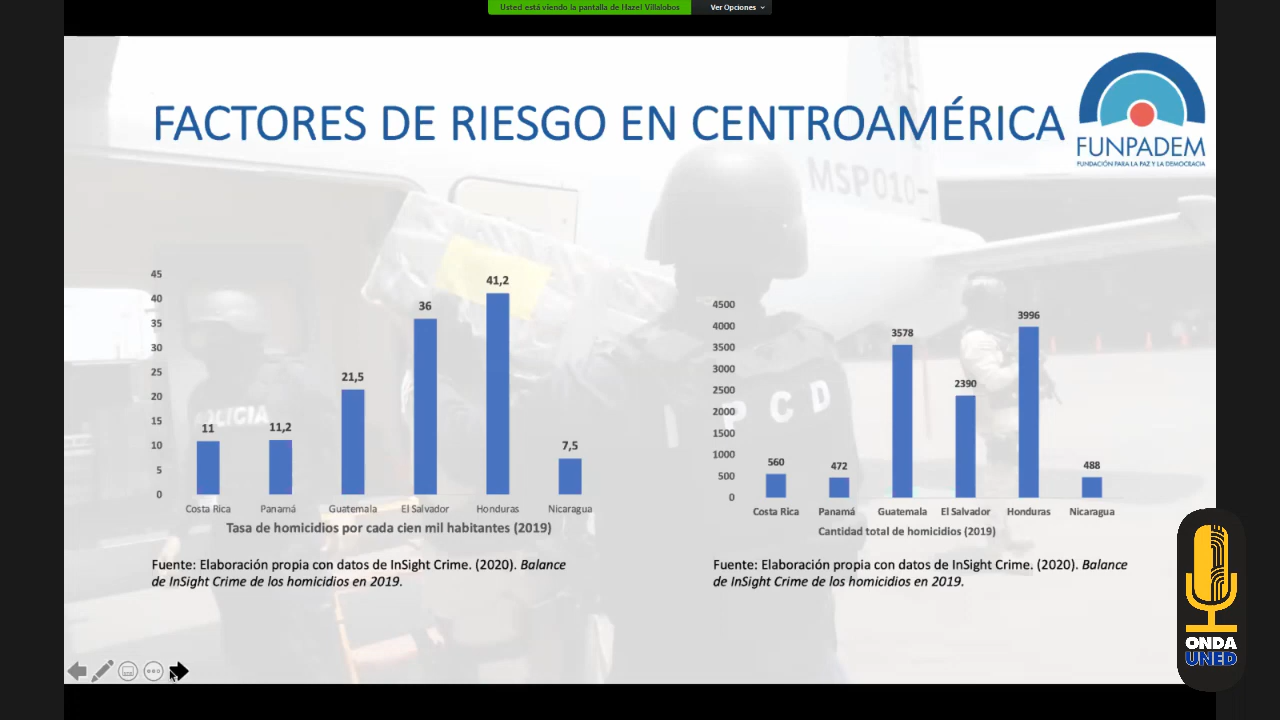 Usted está viendo la pantalla de Hazel Villalobos
Ver Opciones
FACTORES DE RIESGO EN CENTROAMÉRICA
FUNPADEM
FUNDACIÓN PARA LA PAZ Y LA DEMOCRACIA
MSP010-
45
40
35
30
25
20
15
10
5
0
11
11,2
21,5
36
41,2
7,5
Costa Rica
Panamá
Guatemala
El Salvador
Honduras
Nicaragua
Tasa de homicidios por cada cien mil habitantes (2019)
Fuente: Elaboración propia con datos de InSight Crime. (2020). Balance
de InSight Crime de los homicidios en 2019.
4500
4000
3500
3000
2500
2000
1500
1000
500
0
560
472
3578
2390
3996
488
Costa Rica
Panamá
Guatemala
El Salvador
Honduras
Nicaragua
Cantidad total de homicidios (2019)
Fuente: Elaboración propia con datos de InSight Crime. (2020). Balance
de InSight Crime de los homicidios en 2019.
POLICIA
PCD
ONDA
UNED